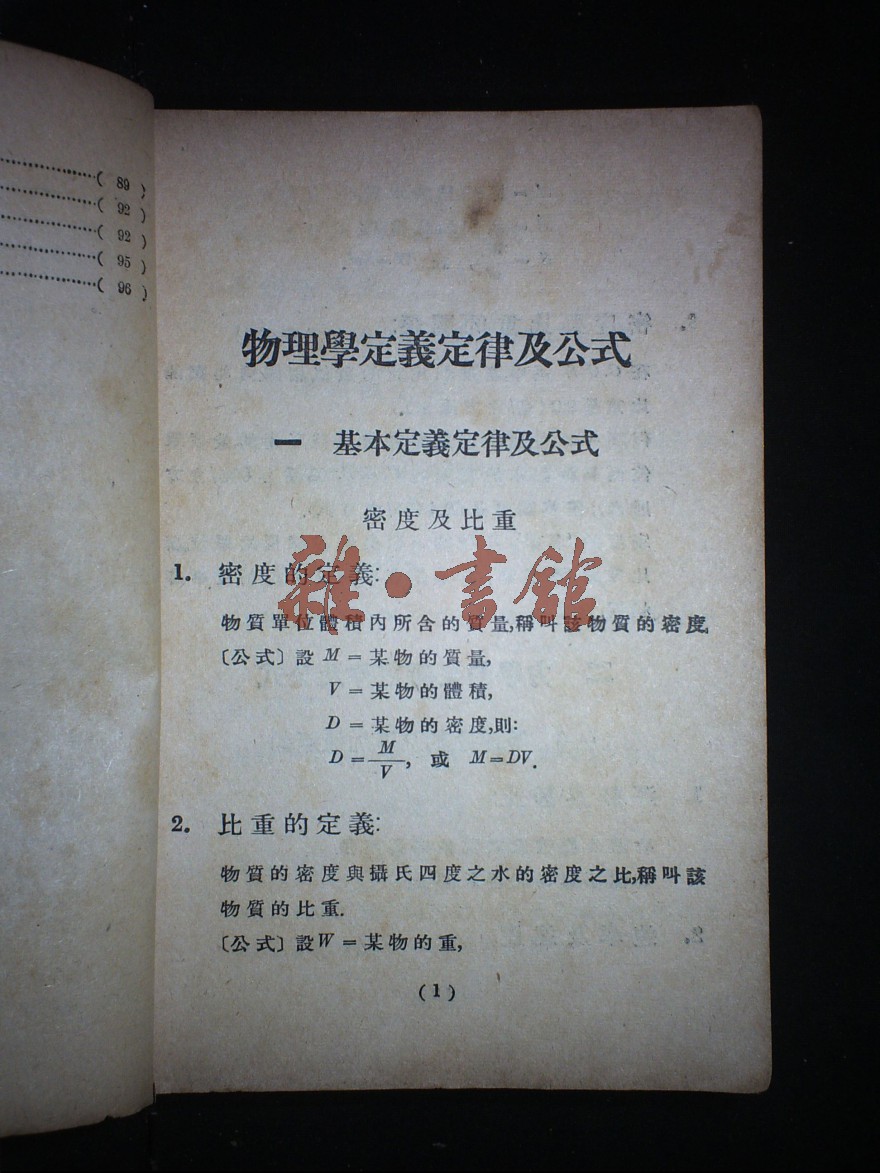 ( 89 )
( 92 )
( 92 )
( 95 )
( 96 )
物理學定義定律及公式
一 基本定義定律及公式
密度及比重
1. 密度的定義:
物質單位體積內所含的質量,稱叫該物質的密度.
〔公式〕設 M = 某物的質量,
V = 某物的體積,
D = 某物的密度,則:
D = M/V, 或 M=DV.
2. 比重的定義:
物質的密度與攝氏四度之水的密度之比,稱叫該
物質的比重.
〔公式〕設 W = 某物的重,
(1)
雜·書館